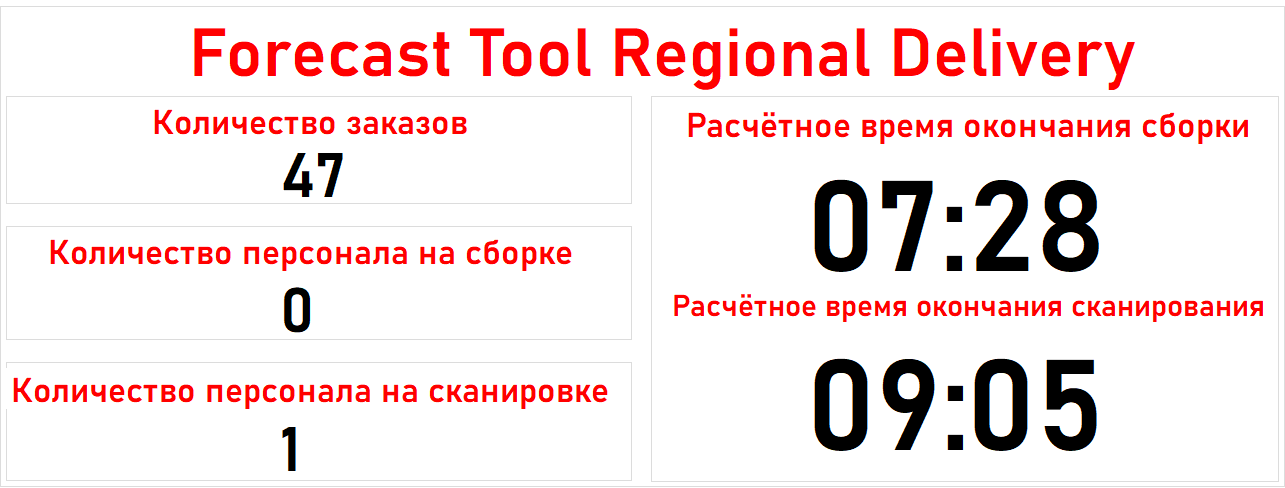 Forecast Tool Regional Delivery
Количество заказов
47
Количество персонала на сборке
0
Количество персонала на сканировке
1
Расчётное время окончания сборки
07:28
Расчётное время окончания сканирования
09:05